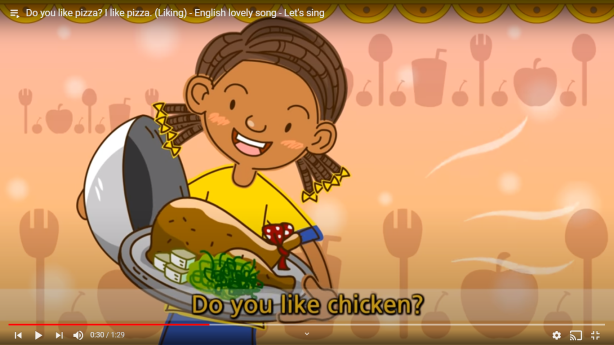 Do you like pizza? I like pizza. (Liking) - English lovely song - Let's sing
Do you like chicken?
0:30 / 1:29